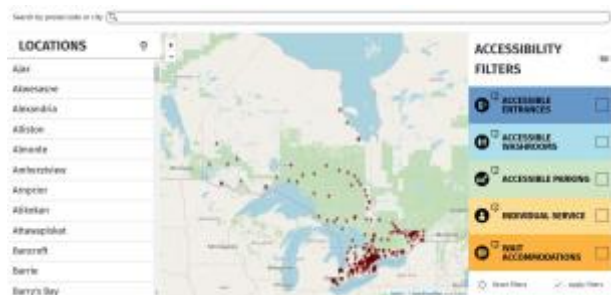 Search by postal code or city
LOCATIONS
ACCESSIBILITY
FILTERS
Ajax
Akwesasne
Alexandria
Alliston
Almonte
Amherstview
Arnprior
Atikokan
Attawapiskat
Bancroft
Barrie
Barry's Bay
ACCESSIBLE
ENTRANCES
ACCESSIBLE
WASHROOMS
ACCESSIBLE PARKING
INDIVIDUAL SERVICE
WAIT
ACCOMMODATIONS
Reset Filters
Apply Filters